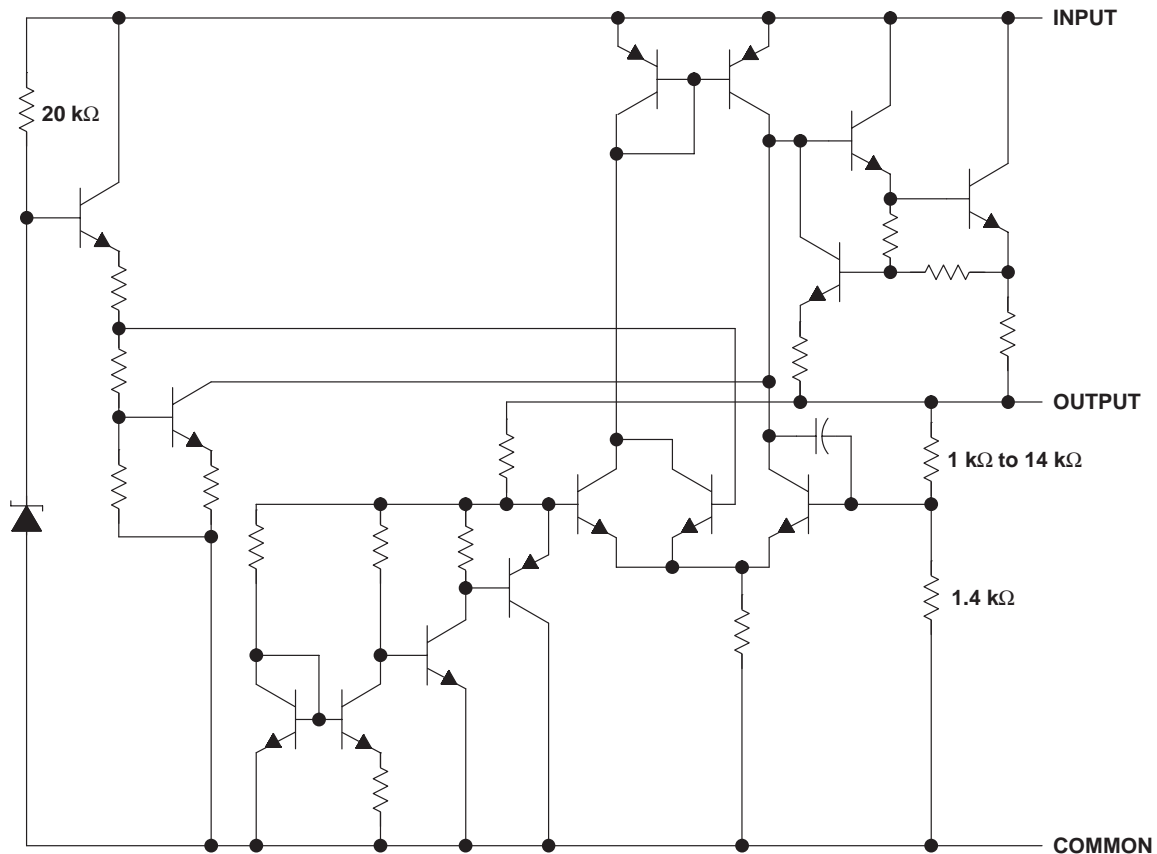 INPUT
20 kΩ
OUTPUT
1 kΩ to 14 kΩ
1.4 kΩ
COMMON